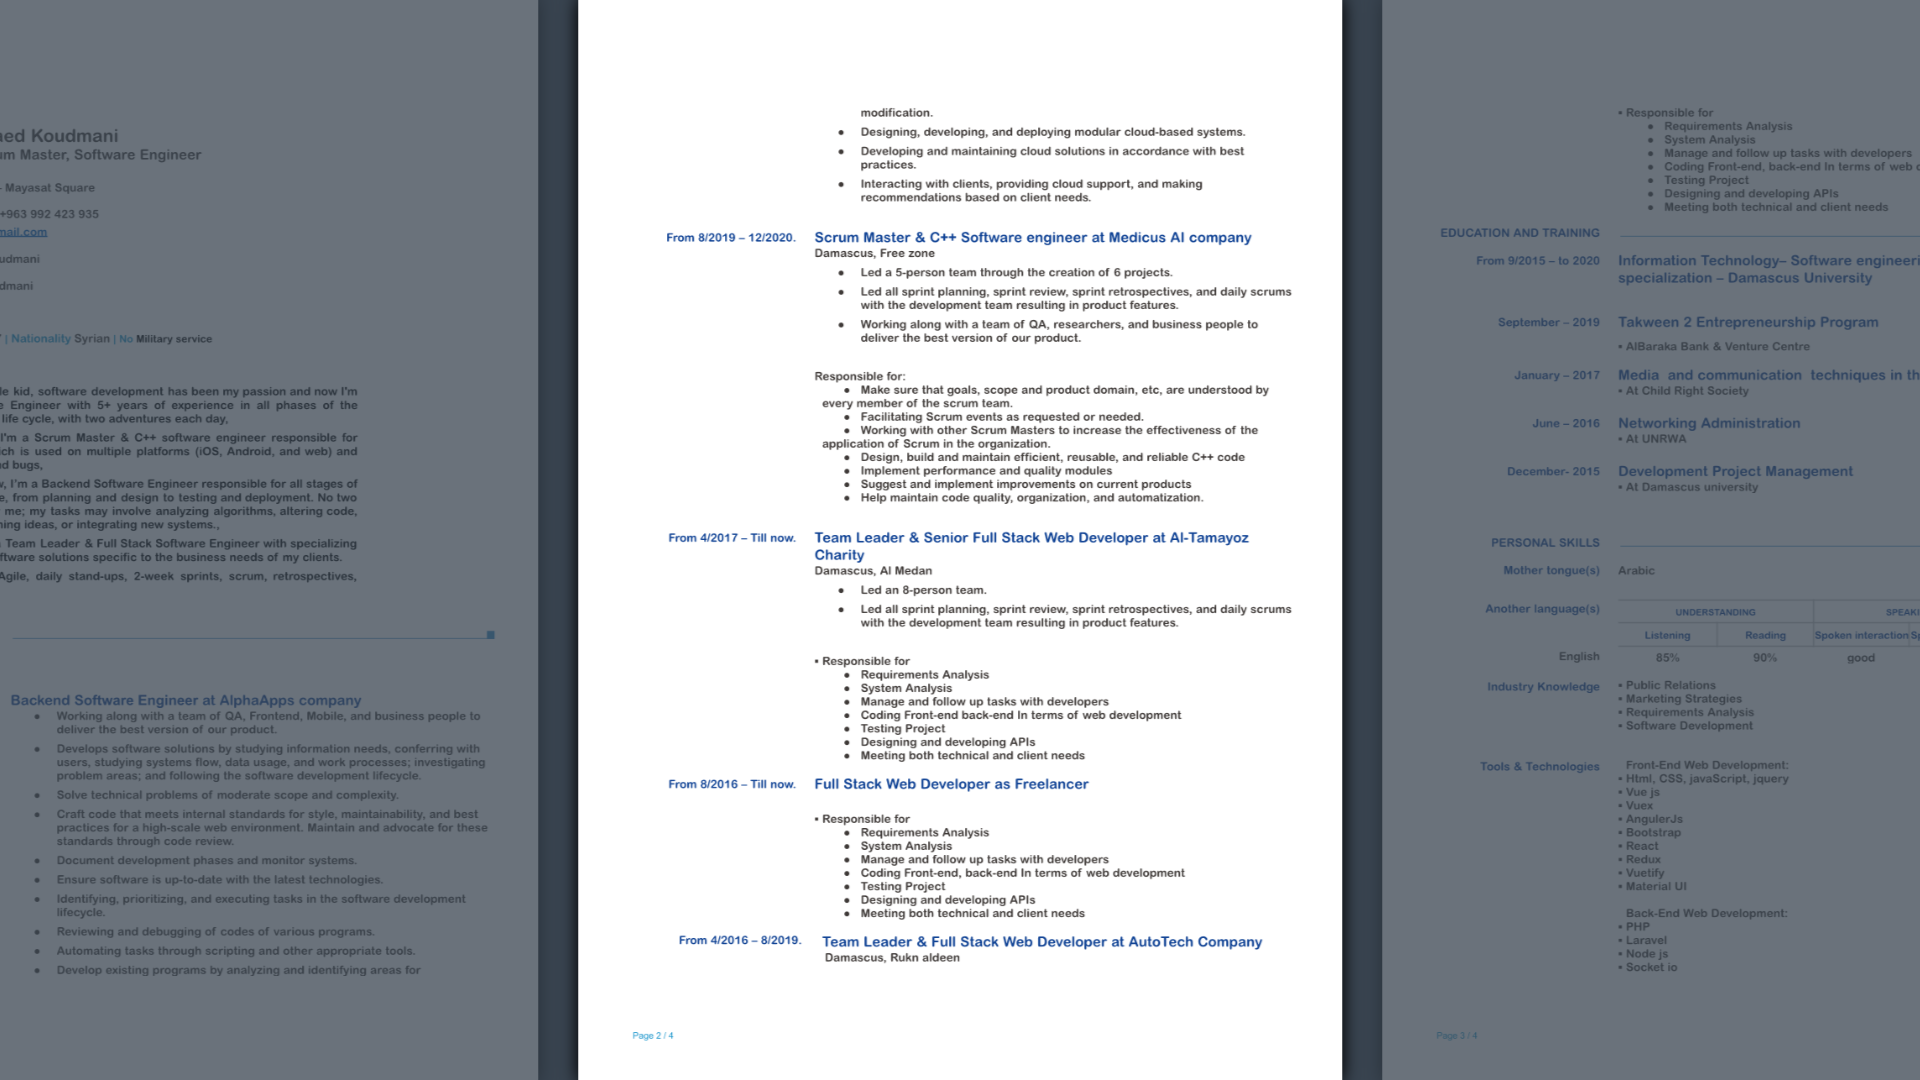 ned Koudmani
um Master, Software Engineer
- Mayasat Square
+963 992 423 935
mail.com
udmani
dmani
| Nationality Syrian | No Military service
le kid, software development has been my passion and now I'm
e Engineer with 5+ years of experience in all phases of the
life cycle, with two adventures each day,
I'm a Scrum Master & C++ software engineer responsible for
ich is used on multiple platforms (iOS, Android, and web) and
nd bugs,
w, I'm a Backend Software Engineer responsible for all stages of
e, from planning and design to testing and deployment. No two
me; my tasks may involve analyzing algorithms, altering code,
ning ideas, or integrating new systems.,
Team Leader & Full Stack Software Engineer with specializing
ftware solutions specific to the business needs of my clients.
Agile, daily stand-ups, 2-week sprints, scrum, retrospectives,
Backend Software Engineer at AlphaApps company
● Working along with a team of QA, Frontend, Mobile, and business people to
deliver the best version of our product.
● Develops software solutions by studying information needs, conferring with
users, studying systems flow, data usage, and work processes; investigating
problem areas; and following the software development lifecycle.
● Solve technical problems of moderate scope and complexity.
● Craft code that meets internal standards for style, maintainability, and best
practices for a high-scale web environment. Maintain and advocate for these
standards through code review.
● Document development phases and monitor systems.
● Ensure software is up-to-date with the latest technologies.
● Identifying, prioritizing, and executing tasks in the software development
lifecycle.
● Reviewing and debugging of codes of various programs.
● Automating tasks through scripting and other appropriate tools.
● Develop existing programs by analyzing and identifying areas for
modification.
● Designing, developing, and deploying modular cloud-based systems.
● Developing and maintaining cloud solutions in accordance with best
practices.
● Interacting with clients, providing cloud support, and making
recommendations based on client needs.
From 8/2019 – 12/2020. Scrum Master & C++ Software engineer at Medicus AI company
Damascus, Free zone
● Led a 5-person team through the creation of 6 projects.
● Led all sprint planning, sprint review, sprint retrospectives, and daily scrums
with the development team resulting in product features.
● Working along with a team of QA, researchers, and business people to
deliver the best version of our product.
Responsible for:
● Make sure that goals, scope and product domain, etc, are understood by
every member of the scrum team.
● Facilitating Scrum events as requested or needed.
● Working with other Scrum Masters to increase the effectiveness of the
application of Scrum in the organization.
● Design, build and maintain efficient, reusable, and reliable C++ code
● Implement performance and quality modules
● Suggest and implement improvements on current products
● Help maintain code quality, organization, and automatization.
From 4/2017 – Till now. Team Leader & Senior Full Stack Web Developer at Al-Tamayoz
Charity
Damascus, Al Medan
● Led an 8-person team.
● Led all sprint planning, sprint review, sprint retrospectives, and daily scrums
with the development team resulting in product features.
▪ Responsible for
● Requirements Analysis
● System Analysis
● Manage and follow up tasks with developers
● Coding Front-end back-end In terms of web development
● Testing Project
● Designing and developing APIs
● Meeting both technical and client needs
From 8/2016 – Till now. Full Stack Web Developer as Freelancer
▪ Responsible for
● Requirements Analysis
● System Analysis
● Manage and follow up tasks with developers
● Coding Front-end, back-end In terms of web development
● Testing Project
● Designing and developing APIs
● Meeting both technical and client needs
From 4/2016 – 8/2019. Team Leader & Full Stack Web Developer at AutoTech Company
Damascus, Rukn aldeen
Page 2 / 4
▪ Responsible for
● Requirements Analysis
● System Analysis
● Manage and follow up tasks with developers
● Coding Front-end, back-end In terms of web d
● Testing Project
● Designing and developing APIs
● Meeting both technical and client needs
EDUCATION AND TRAINING
From 9/2015 – to 2020 Information Technology– Software engineeri
specialization – Damascus University
September – 2019 Takween 2 Entrepreneurship Program
▪ AlBaraka Bank & Venture Centre
January – 2017 Media and communication techniques in th
▪ At Child Right Society
June – 2016 Networking Administration
▪ At UNRWA
December- 2015 Development Project Management
▪ At Damascus university
PERSONAL SKILLS
Mother tongue(s) Arabic
Another language(s) UNDERSTANDING SPEAKI
Listening Reading Spoken interaction Sp
English 85% 90% good
Industry Knowledge ▪ Public Relations
▪ Marketing Strategies
▪ Requirements Analysis
▪ Software Development
Tools & Technologies Front-End Web Development:
▪ Html, CSS, javaScript, jquery
▪ Vue js
▪ Vuex
▪ AngulerJs
▪ Bootstrap
▪ React
▪ Redux
▪ Vuetify
▪ Material UI
Back-End Web Development:
▪ PHP
▪ Laravel
▪ Node js
▪ Socket io
Page 3 / 4